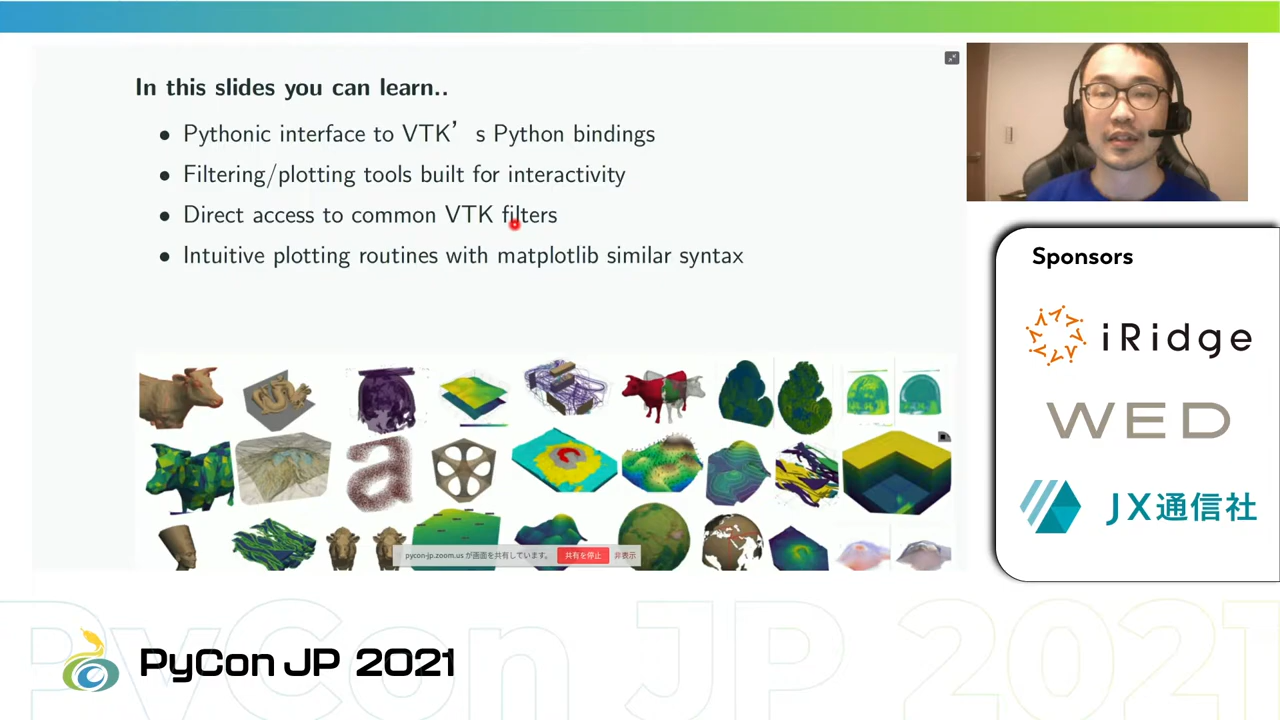 In this slides you can learn..
• Pythonic interface to VTK’s Python bindings
• Filtering/plotting tools built for interactivity
• Direct access to common VTK filters
• Intuitive plotting routines with matplotlib similar syntax
a
pycon-jp.zoom.us が画面を共有しています。 共有を停止 非表示
Sponsors
iRidge
WED
JX通信社
PyCon JP 2021
PyCon JP 2021